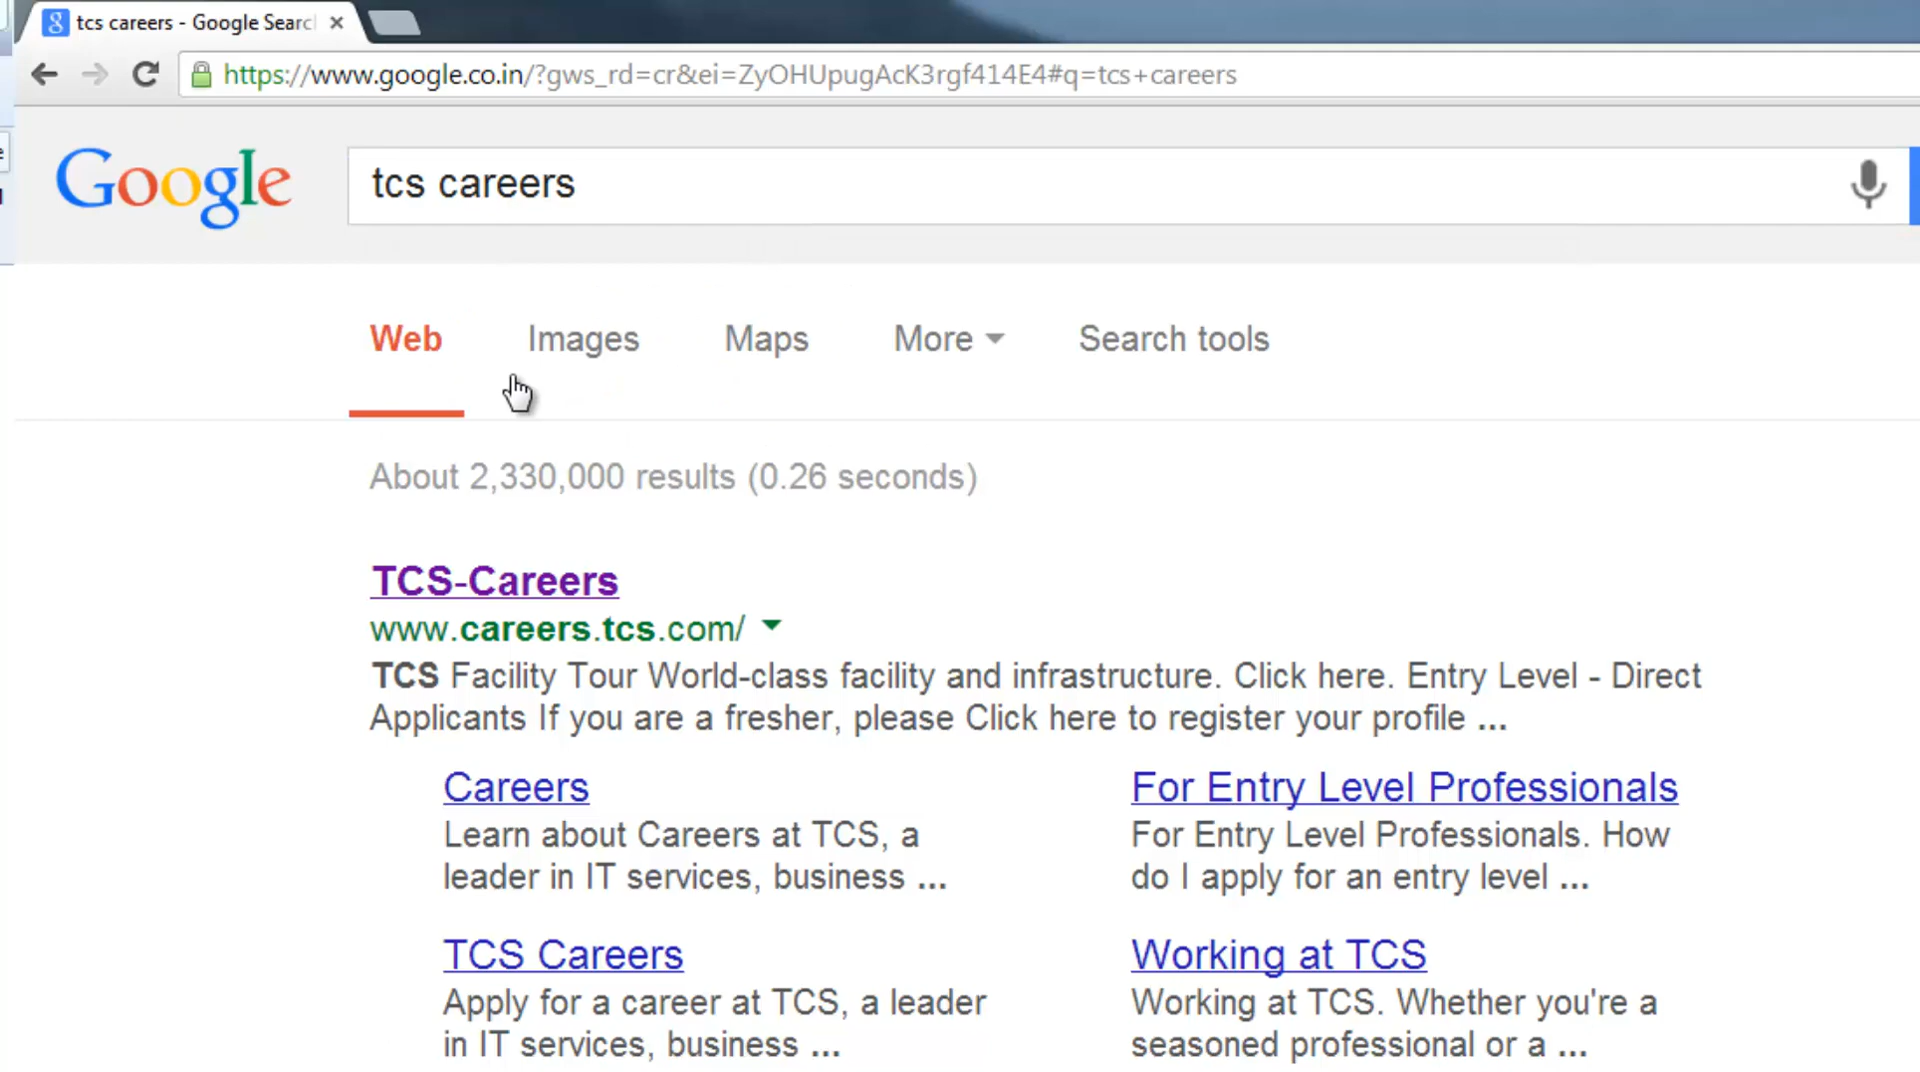 tcs careers - Google Searc
https://www.google.co.in/?gws_rd=cr&ei=ZyOHUpugAcK3rgf414E4#q=tcs+careers
Google
tcs careers
Web Images Maps More Search tools
About 2,330,000 results (0.26 seconds)
TCS-Careers
www.careers.tcs.com/
TCS Facility Tour World-class facility and infrastructure. Click here. Entry Level - Direct
Applicants If you are a fresher, please Click here to register your profile ...
Careers
Learn about Careers at TCS, a
leader in IT services, business ...
For Entry Level Professionals
For Entry Level Professionals. How
do I apply for an entry level ...
TCS Careers
Apply for a career at TCS, a leader
in IT services, business ...
Working at TCS
Working at TCS. Whether you're a
seasoned professional or a ...